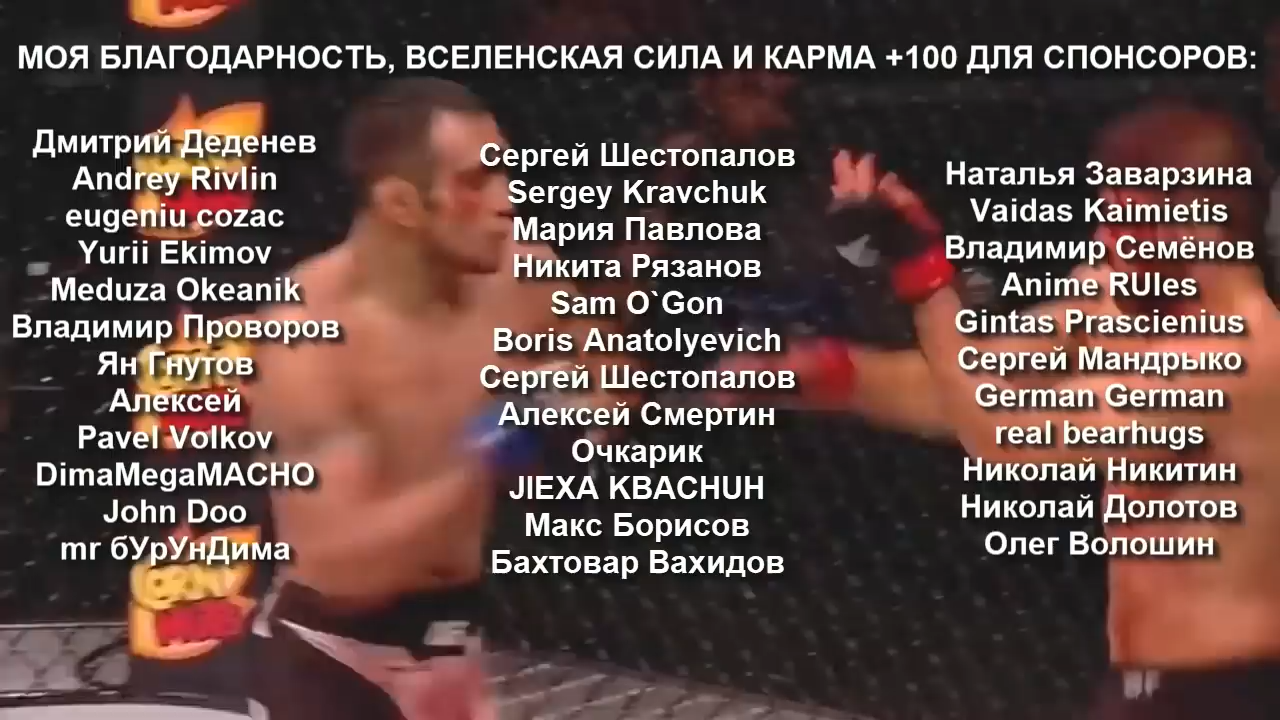 МОЯ БЛАГОДАРНОСТЬ, ВСЕЛЕНСКАЯ СИЛА И КАРМА +100 ДЛЯ СПОНСОРОВ:
Дмитрий Деденев
Andrey Rivlin
eugeniu cozac
Yurii Ekimov
Meduza Okeanik
Владимир Проворов
Ян Гнутов
Алексей
Pavel Volkov
DimaMegaMACHO
John Doo
mr бУрУнДима
Сергей Шестопалов
Sergey Kravchuk
Мария Павлова
Никита Рязанов
Sam O`Gon
Boris Anatolyevich
Сергей Шестопалов
Алексей Смертин
Очкарик
JIEXA KBACHUH
Макс Борисов
Бахтовар Вахидов
Наталья Заварзина
Vaidas Kaimietis
Владимир Семёнов
Anime RUles
Gintas Prascienius
Сергей Мандрыко
German German
real bearhugs
Николай Никитин
Николай Долотов
Олег Волошин